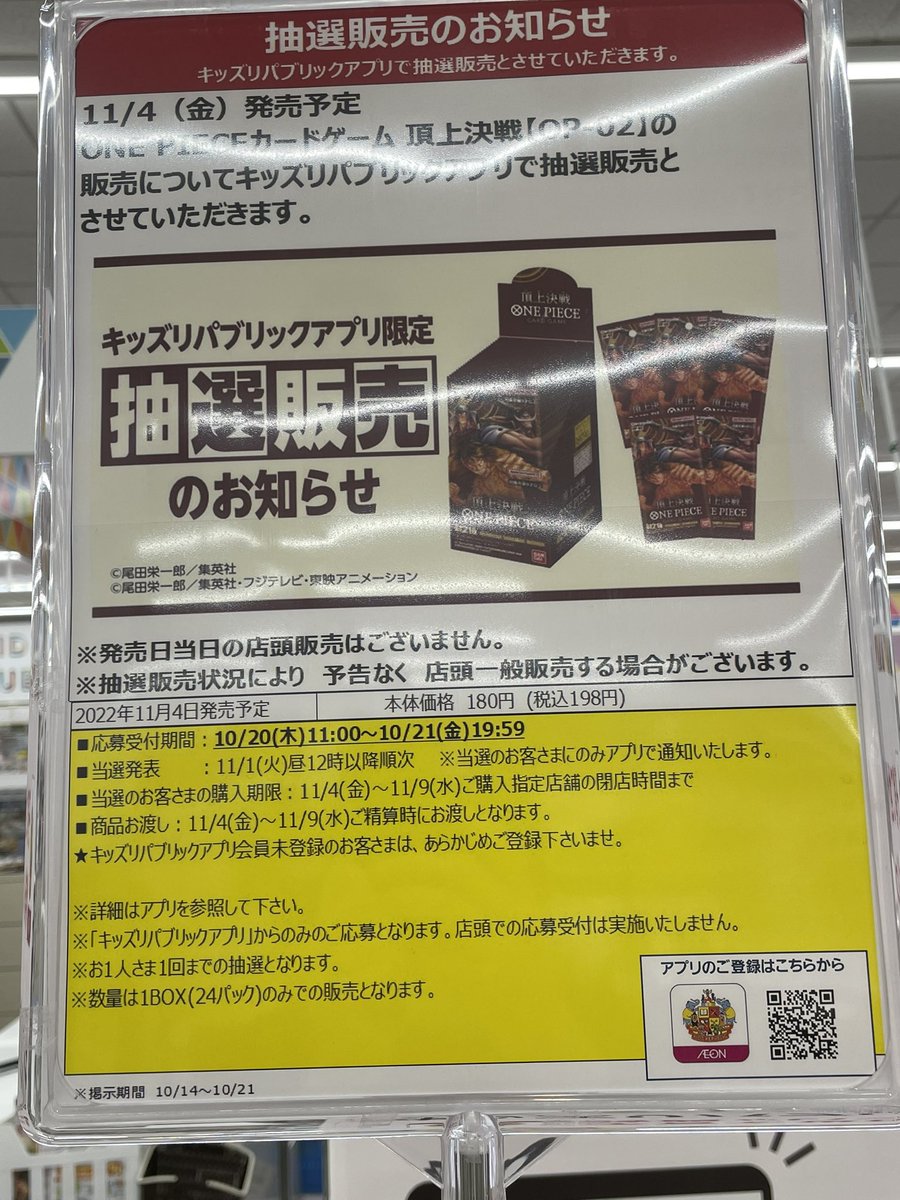 抽選販売のお知らせ
キッズリパブリックアプリで抽選販売とさせていただきます。
11/4（金）発売予定
ONE PIECEカードゲーム 頂上決戦【OP-02】の
販売についてキッズリパブリックアプリで抽選販売と
させていただきます。
キッズリパブリックアプリ限定
抽選販売
のお知らせ
頂上決戦
ONE PIECE
CARD GAME
頂上決戦
ONE PIECE
©尾田栄一郎／集英社
©尾田栄一郎／集英社・フジテレビ・東映アニメーション
※発売日当日の店頭販売はございません。
※抽選販売状況により 予告なく 店頭一般販売する場合がございます。
2022年11月4日発売予定 本体価格 180円 (税込198円)
■応募受付期間：10/20(木)11:00～10/21(金)19:59
■当選発表 ：11/1(火)昼12時以降順次 ※当選のお客さまにのみアプリで通知いたします。
■当選のお客さまの購入期限：11/4(金)～11/9(水)ご購入指定店舗の閉店時間まで
■商品お渡し：11/4(金)～11/9(水)ご精算時にお渡しとなります。
★キッズリパブリックアプリ会員未登録のお客さまは、あらかじめご登録下さいませ。
※詳細はアプリを参照して下さい。
※「キッズリパブリックアプリ」からのみのご応募となります。店頭での応募受付は実施いたしません。
※お1人さま1回までの抽選となります。
※数量は1BOX(24パック)のみでの販売となります。
アプリのご登録はこちらから
ÆON
※掲示期間 10/14～10/21